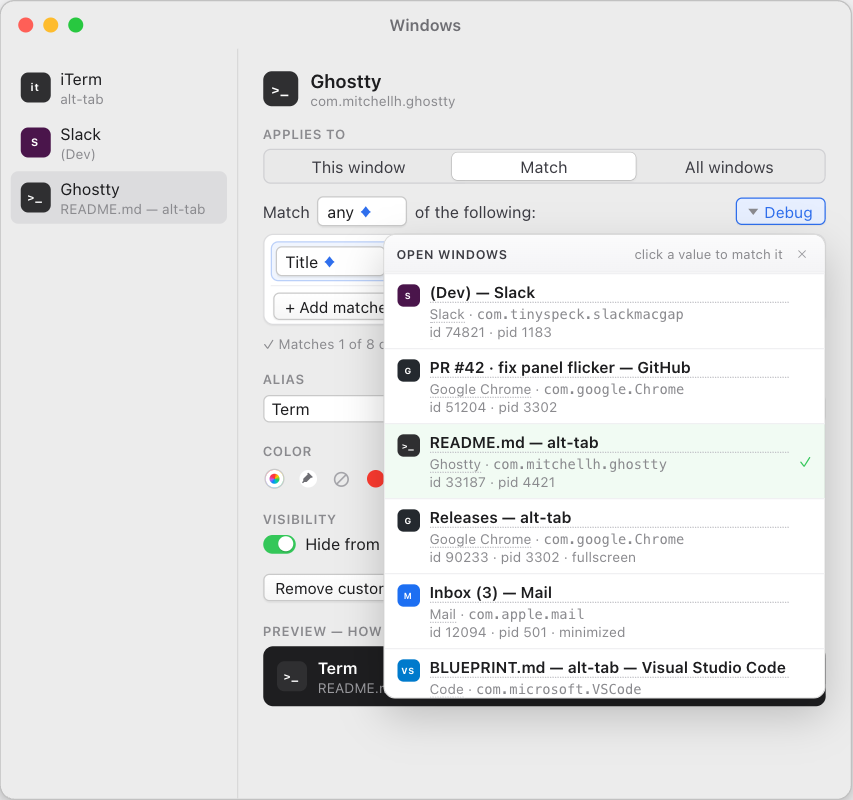 Windows
it
iTerm
alt-tab
S
Slack
(Dev)
>_
Ghostty
README.md — alt-tab
>_
Ghostty
com.mitchellh.ghostty
APPLIES TO
This window
Match
All windows
Match
any
of the following:
Debug
Title
+ Add matche
✓ Matches 1 of 8
ALIAS
Term
COLOR
VISIBILITY
Hide from
Remove custor
PREVIEW — HOW
>_
Term
README.
OPEN WINDOWS
click a value to match it
×
S
(Dev) — Slack
Slack · com.tinyspeck.slackmacgap
id 74821 · pid 1183
G
PR #42 · fix panel flicker — GitHub
Google Chrome · com.google.Chrome
id 51204 · pid 3302
>_
README.md — alt-tab
Ghostty · com.mitchellh.ghostty
id 33187 · pid 4421
✓
G
Releases — alt-tab
Google Chrome · com.google.Chrome
id 90233 · pid 3302 · fullscreen
M
Inbox (3) — Mail
Mail · com.apple.mail
id 12094 · pid 501 · minimized
VS
BLUEPRINT.md — alt-tab — Visual Studio Code
Code · com.microsoft.VSCode